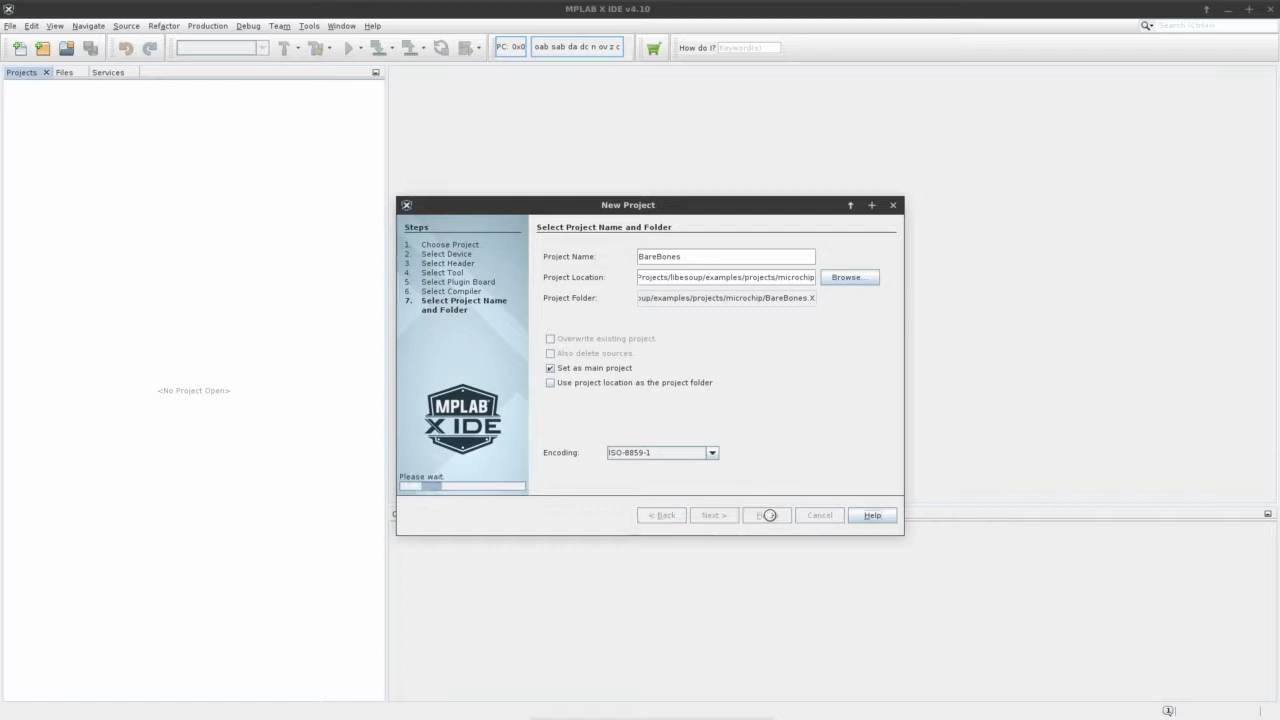 MPLAB X IDE v4.10
File Edit View Navigate Source Refactor Production Debug Team Tools Window Help
Search (Ctrl+I)
PC: 0x0
oab sab da dc n ov z c
How do I?
Keyword(s)
Projects
Files
Services
<No Project Open>
New Project
Steps
1. Choose Project
2. Select Device
3. Select Header
4. Select Tool
5. Select Plugin Board
6. Select Compiler
7. Select Project Name
and Folder
MPLAB
X IDE
Please wait
Select Project Name and Folder
Project Name: BareBones
Project Location: Projects/libesoup/examples/projects/microchip Browse...
Project Folder: oup/examples/projects/microchip/BareBones.X
Overwrite existing project.
Also delete sources.
Set as main project
Use project location as the project folder
Encoding: ISO-8859-1
< Back Next > Cancel Help
1